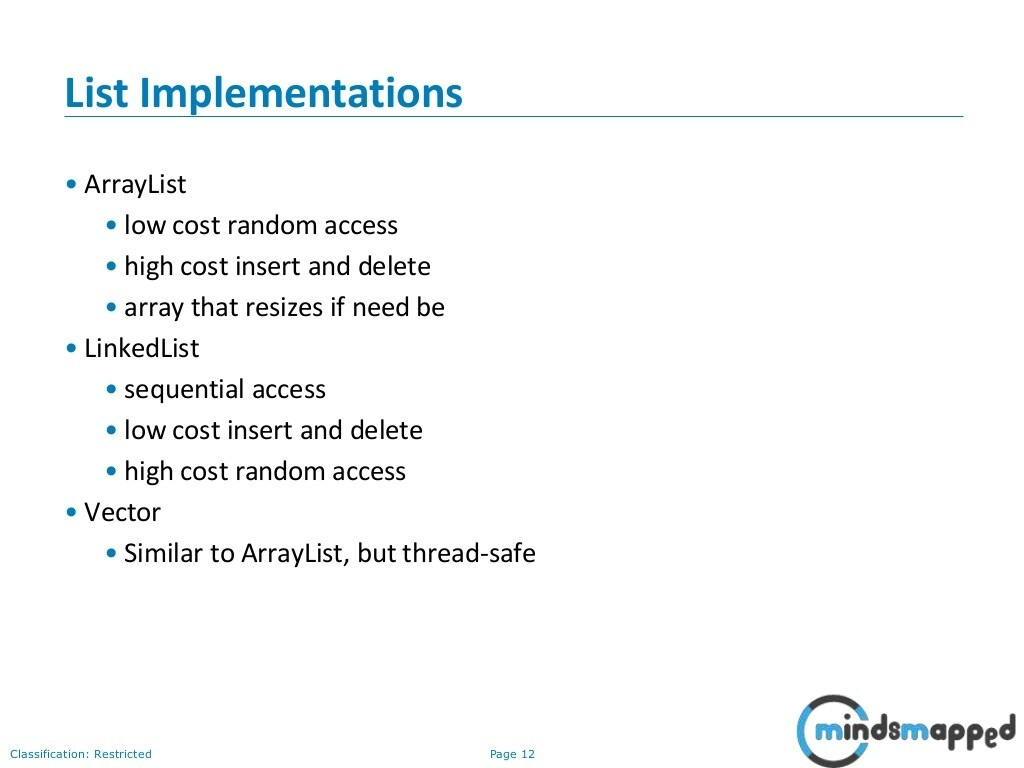 List Implementations
• ArrayList
• low cost random access
• high cost insert and delete
• array that resizes if need be
• LinkedList
• sequential access
• low cost insert and delete
• high cost random access
• Vector
• Similar to ArrayList, but thread-safe
mindsmapped
Classification: Restricted
Page 12